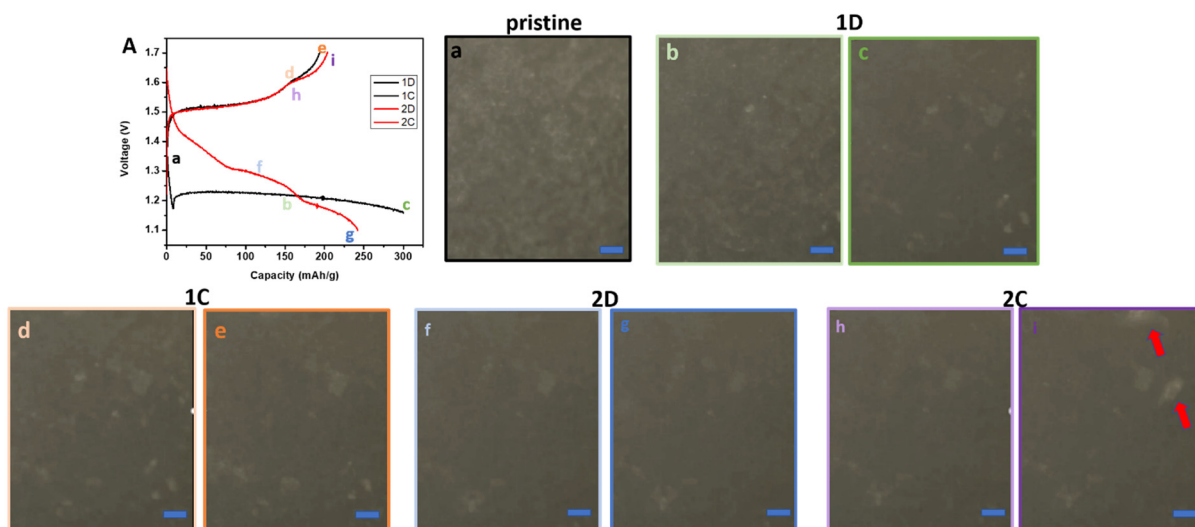 pristine
1D
A
1.7
1.6
1.5
1.4
1.3
1.2
1.1
0
50
100
150
200
250
300
Voltage (V)
Capacity (mAh/g)
1D
1C
2D
2C
a
b
c
d
e
f
g
h
i
a
b
c
1C
2D
2C
d
e
f
g
h
i